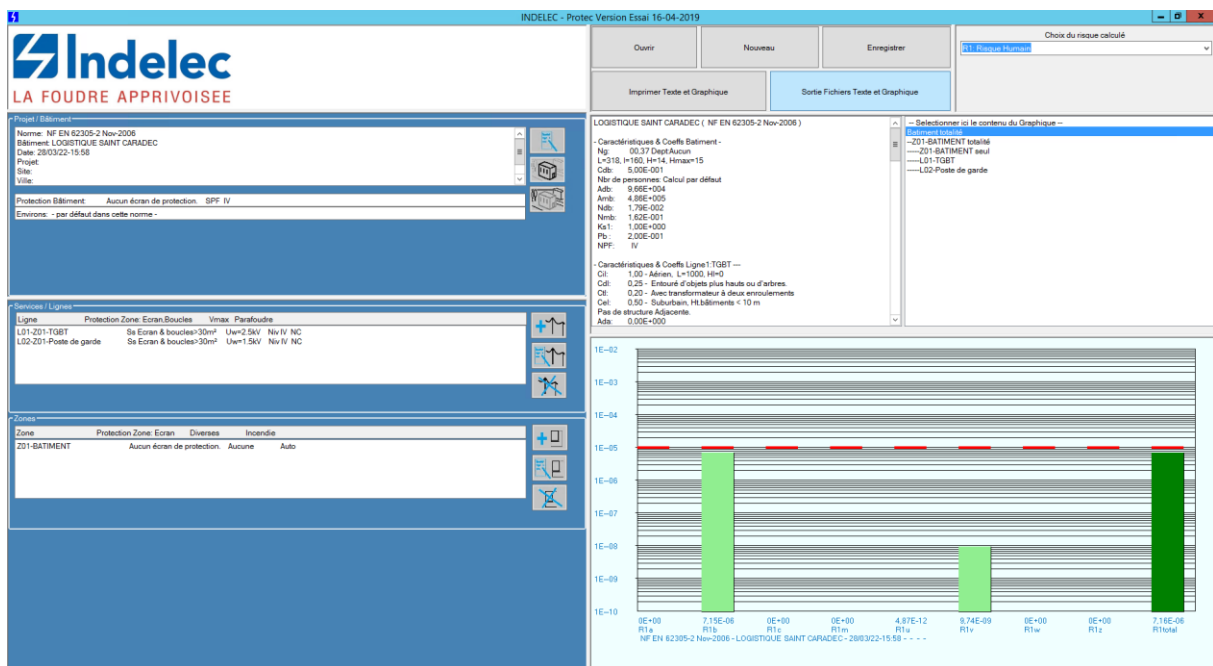 INDELEC - Protec Version Essai 16-04-2019
Indelec
LA FOUDRE APPRIVOISEE
Ouvrir
Nouveau
Enregistrer
Choix du risque calculé
R1: Risque Humain
Imprimer Texte et Graphique
Sortie Fichiers Texte et Graphique
Projet / Bâtiment
Norme: NF EN 62305-2 Nov-2006
Bâtiment: LOGISTIQUE SAINT CARADEC
Date: 28/03/22-15:58
Projet:
Site:
Ville:
Protection Bâtiment: Aucun écran de protection. SPF IV
Environs: - par défaut dans cette norme -
Services / Lignes
Ligne Protection Zone: Ecran,Boucles Vmax Parafoudre
L01-Z01-TGBT Ss Ecran & boucles>30m² Uw=2.5kV Niv IV NC
L02-Z01-Poste de garde Ss Ecran & boucles>30m² Uw=1.5kV Niv IV NC
Zones
Zone Protection Zone: Ecran Diverses Incendie
Z01-BATIMENT Aucun écran de protection. Aucune Auto
LOGISTIQUE SAINT CARADEC ( NF EN 62305-2 Nov-2006 )
- Caractéristiques & Coeffs Batiment -
Ng: 00,37 Dept:Aucun
L=318, l=160, H=14, Hmax=15
Cdb: 5,00E-001
Nbr de personnes: Calcul par défaut
Adb: 9,66E+004
Amb: 4,86E+005
Ndb: 1,79E-002
Nmb: 1,62E-001
Ks1: 1,00E+000
Pb : 2,00E-001
NPF: IV
- Caractéristiques & Coeffs Ligne1:TGBT ---
Cil: 1,00 - Aérien, L=1000, Hl=0
Cdl: 0,25 - Entouré d'objets plus hauts ou d'arbres.
Ctl: 0,20 - Avec transformateur à deux enroulements
Cel: 0,50 - Suburbain, Ht.bâtiments < 10 m
Pas de structure Adjacente.
Ada: 0,00E+000
-- Selectionner ici le contenu du Graphique --
Batiment totalité
--Z01-BATIMENT totalité
-----Z01-BATIMENT seul
-----L01-TGBT
-----L02-Poste de garde
1E-02
1E-03
1E-04
1E-05
1E-06
1E-07
1E-08
1E-09
1E-10
0E+00 7,15E-06 0E+00 0E+00 4,87E-12 9,74E-09 0E+00 0E+00 7,16E-06
R1a R1b R1c R1m R1u R1v R1w R1z R1total
NF EN 62305-2 Nov-2006 - LOGISTIQUE SAINT CARADEC - 28/03/22-15:58 - - - -